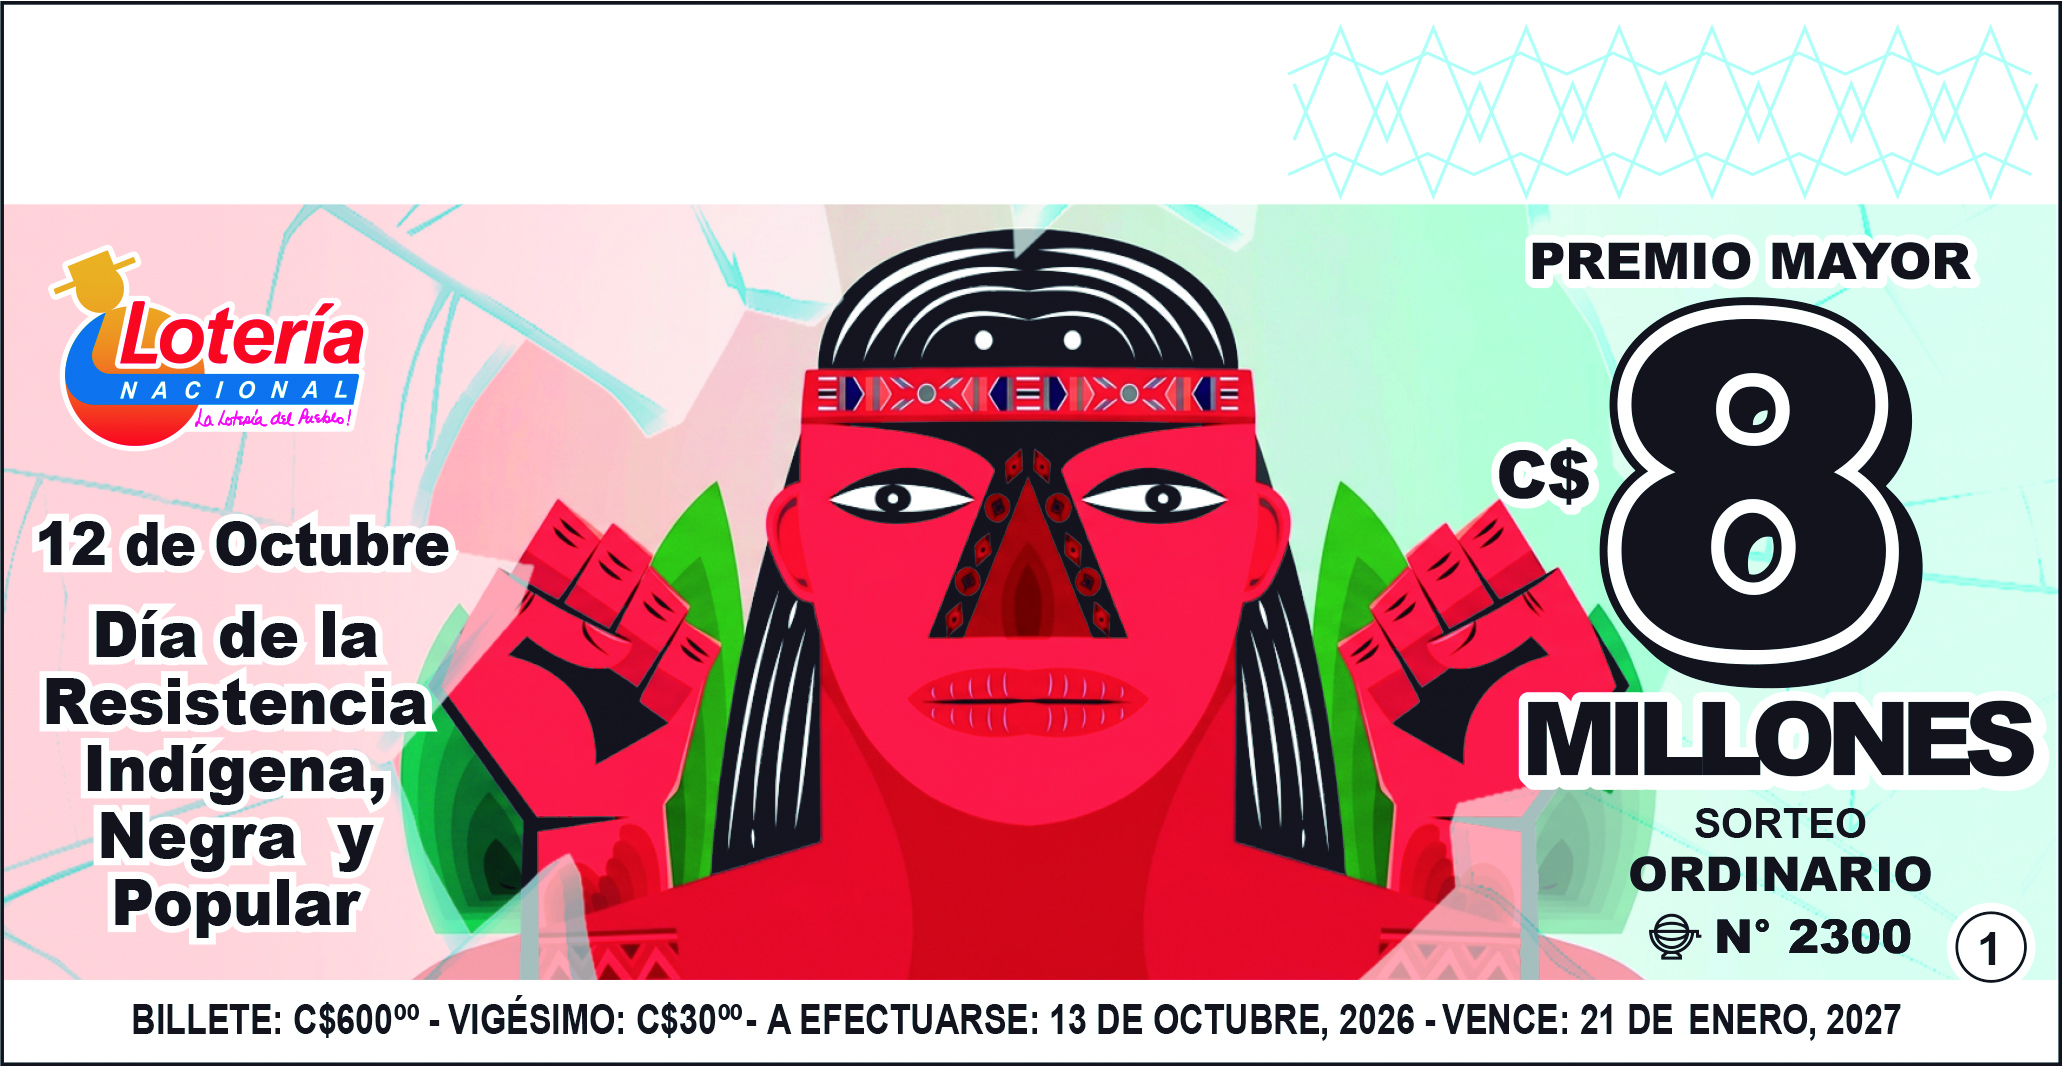 Lotería
NACIONAL
La Lotería del Pueblo!
12 de Octubre
Día de la
Resistencia
Indígena,
Negra y
Popular
PREMIO MAYOR
C$ 8
MILLONES
SORTEO
ORDINARIO
N° 2300
1
BILLETE: C$600⁰⁰ - VIGÉSIMO: C$30⁰⁰ - A EFECTUARSE: 13 DE OCTUBRE, 2026 - VENCE: 21 DE ENERO, 2027